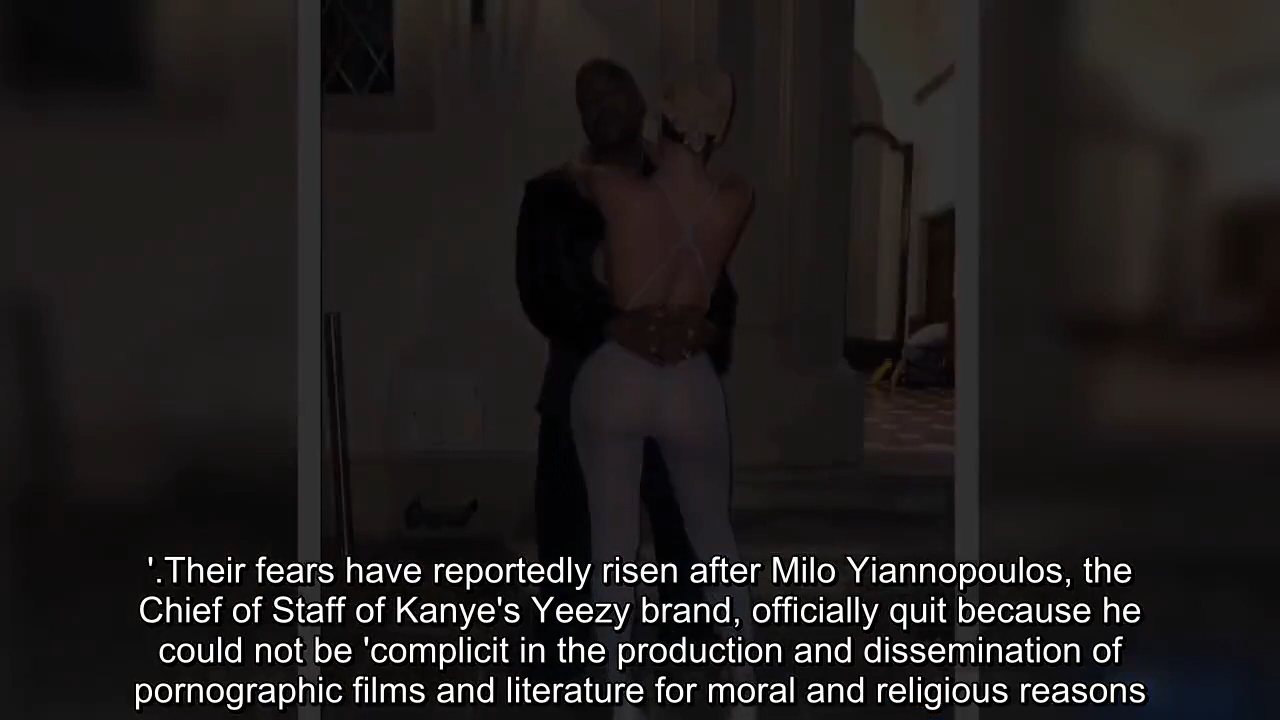 '.Their fears have reportedly risen after Milo Yiannopoulos, the
Chief of Staff of Kanye's Yeezy brand, officially quit because he
could not be 'complicit in the production and dissemination of
pornographic films and literature for moral and religious reasons